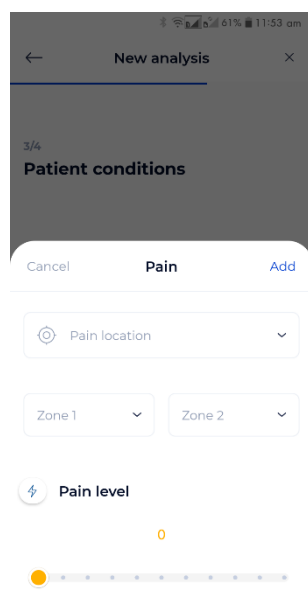 61% 11:53 am
New analysis
3/4
Patient conditions
Cancel Pain Add
Pain location
Zone 1 Zone 2
Pain level
0